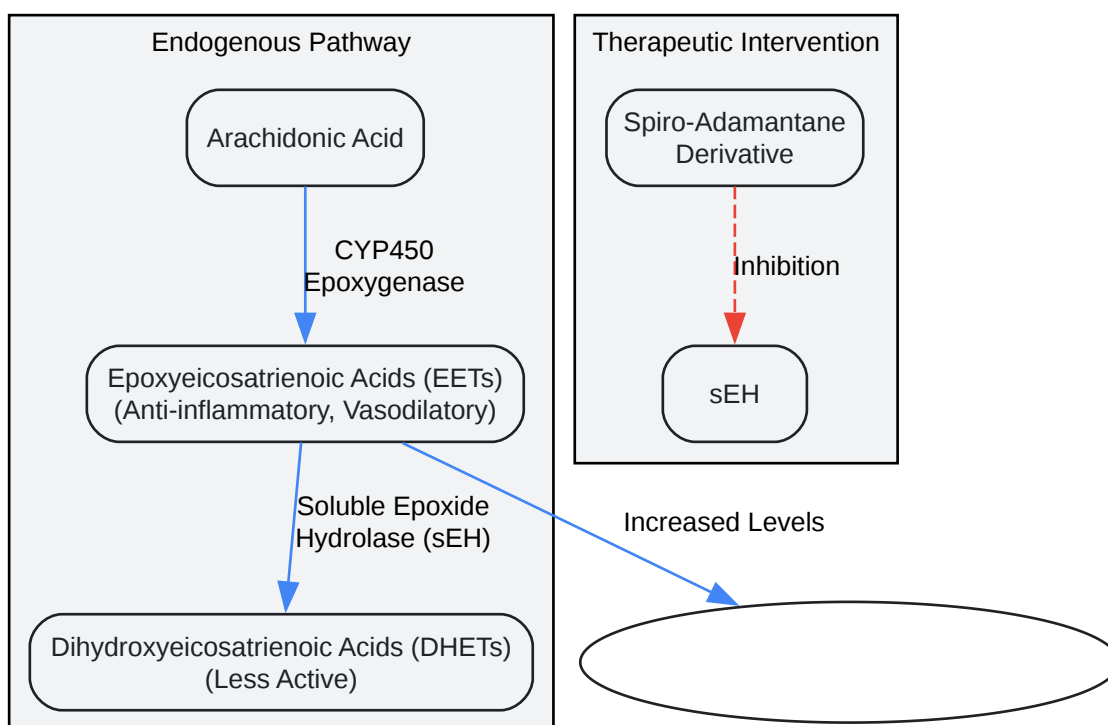 Endogenous Pathway
Arachidonic Acid
CYP450
Epoxygenase
Epoxyeicosatrienoic Acids (EETs)
(Anti-inflammatory, Vasodilatory)
Soluble Epoxide
Hydrolase (sEH)
Dihydroxyeicosatrienoic Acids (DHETs)
(Less Active)
Therapeutic Intervention
Spiro-Adamantane
Derivative
Inhibition
sEH
Increased Levels